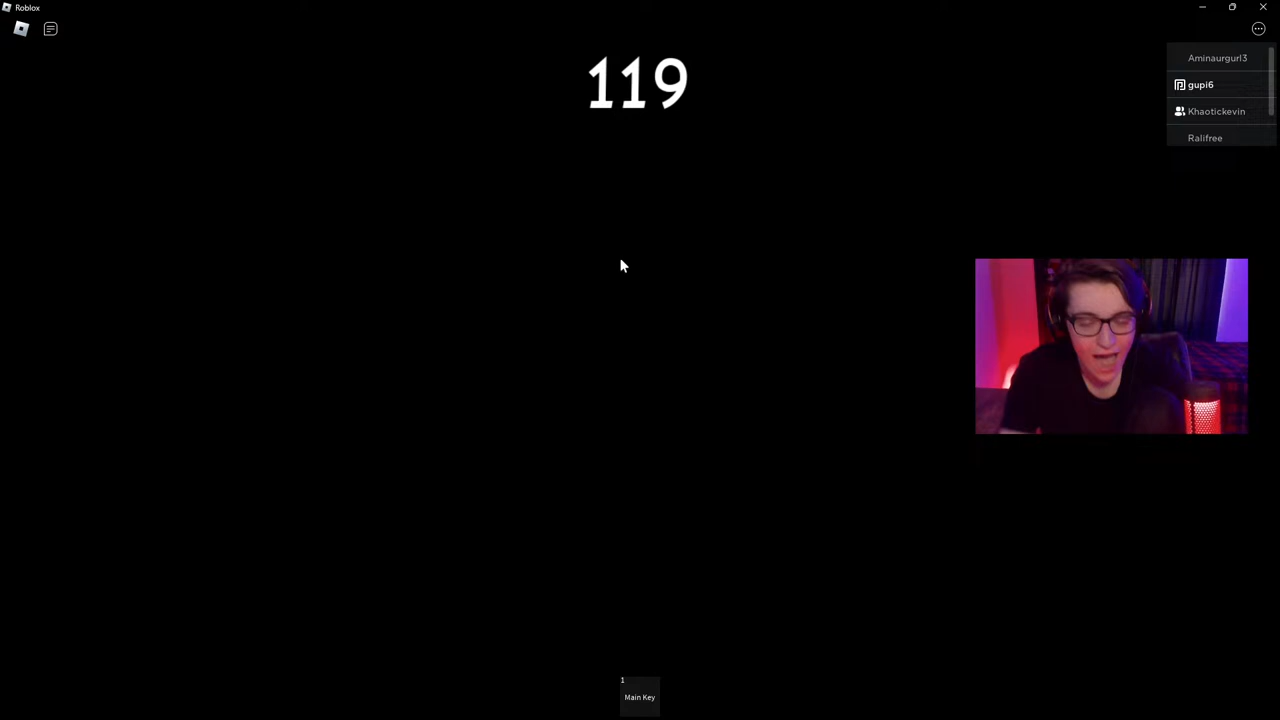 Roblox
119
Aminaurgurl3
gupi6
Khaotickevin
Ralifree
1
Main Key